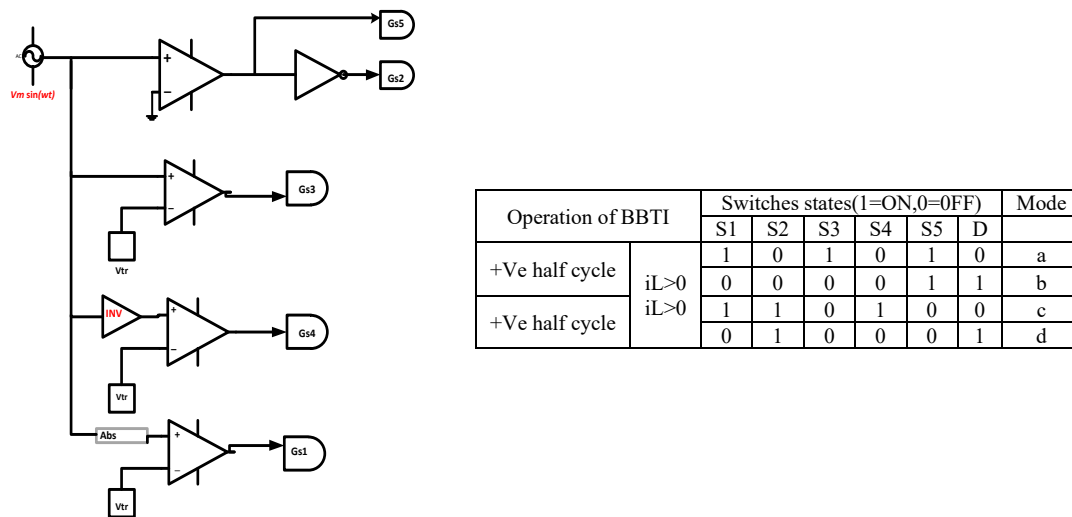 Gs5
AC
Gs2
Vm sin(wt)
+
−
Gs3
+
−
Vtr
INV
+
−
Gs4
Vtr
Abs
+
−
Gs1
Vtr
Operation of BBTI Switches states(1=ON,0=0FF) Mode
S1 S2 S3 S4 S5 D
+Ve half cycle iL>0 1 0 1 0 1 0 a
0 0 0 0 1 1 b
+Ve half cycle iL>0 1 1 0 1 0 0 c
0 1 0 0 0 1 d